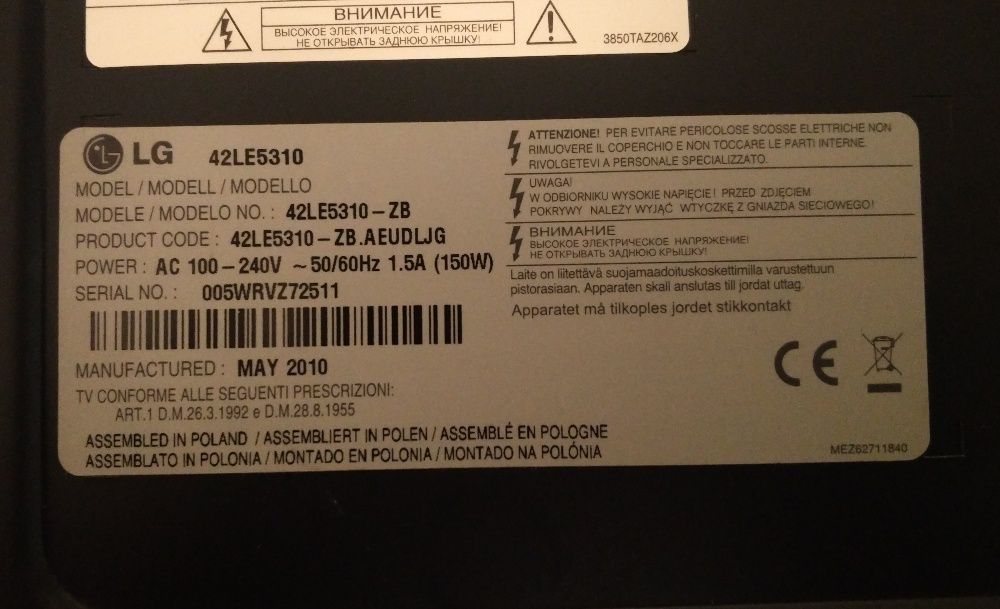 ВНИМАНИЕ
ВЫСОКОЕ ЭЛЕКТРИЧЕСКОЕ НАПРЯЖЕНИЕ!
НЕ ОТКРЫВАТЬ ЗАДНЮЮ КРЫШКУ!
3850TAZ206X
LG 42LE5310
MODEL / MODELL / MODELLO
MODELE / MODELO NO. : 42LE5310-ZB
PRODUCT CODE : 42LE5310-ZB.AEUDLJG
POWER : AC 100-240V ~50/60Hz 1.5A (150W)
SERIAL NO. : 005WRVZ72511
MANUFACTURED : MAY 2010
TV CONFORME ALLE SEGUENTI PRESCRIZIONI:
ART.1 D.M.26.3.1992 e D.M.28.8.1955
ASSEMBLED IN POLAND / ASSEMBLIERT IN POLEN / ASSEMBLÉ EN POLOGNE
ASSEMBLATO IN POLONIA / MONTADO EN POLONIA / MONTADO NA POLÓNIA
ATTENZIONE! PER EVITARE PERICOLOSE SCOSSE ELETTRICHE NON
RIMUOVERE IL COPERCHIO E NON TOCCARE LE PARTI INTERNE.
RIVOLGETEVI A PERSONALE SPECIALIZZATO.
UWAGA!
W ODBIORNIKU WYSOKIE NAPIĘCIE! PRZED ZDJĘCIEM
POKRYWY NALEŻY WYJĄĆ WTYCZKĘ Z GNIAZDA SIECIOWEGO!
ВНИМАНИЕ
ВЫСОКОЕ ЭЛЕКТРИЧЕСКОЕ НАПРЯЖЕНИЕ!
НЕ ОТКРЫВАТЬ ЗАДНЮЮ КРЫШКУ!
Laite on liitettävä suojamaadoituskoskettimilla varustettuun
pistorasiaan. Apparaten skall anslutas till jordat uttag.
Apparatet må tilkoples jordet stikkontakt
CE
MEZ62711840